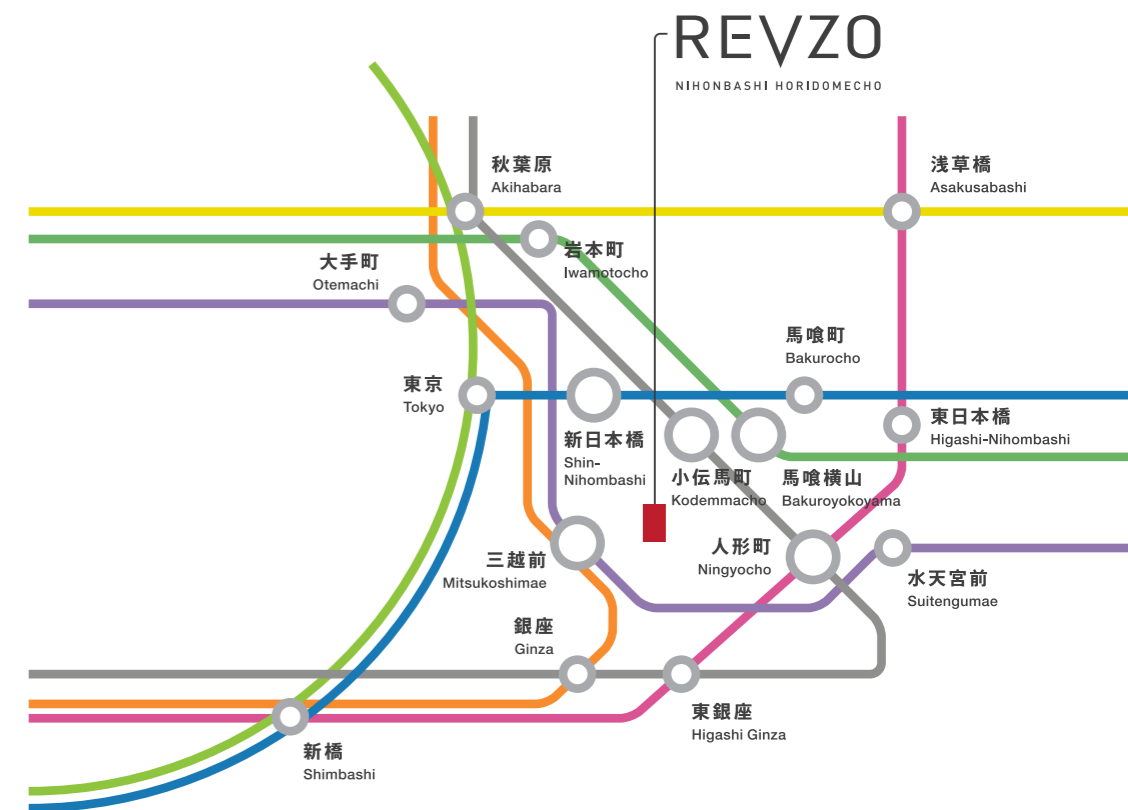 REVZO
NIHONBASHI HORIDOMECHO
秋葉原
Akihabara
浅草橋
Asakusabashi
岩本町
Iwamotocho
大手町
Otemachi
馬喰町
Bakurocho
東京
Tokyo
新日本橋
Shin-
Nihombashi
東日本橋
Higashi-Nihombashi
小伝馬町
Kodemmacho
馬喰横山
Bakuroyokoyama
三越前
Mitsukoshimae
人形町
Ningyocho
水天宮前
Suitengumae
銀座
Ginza
東銀座
Higashi Ginza
新橋
Shimbashi